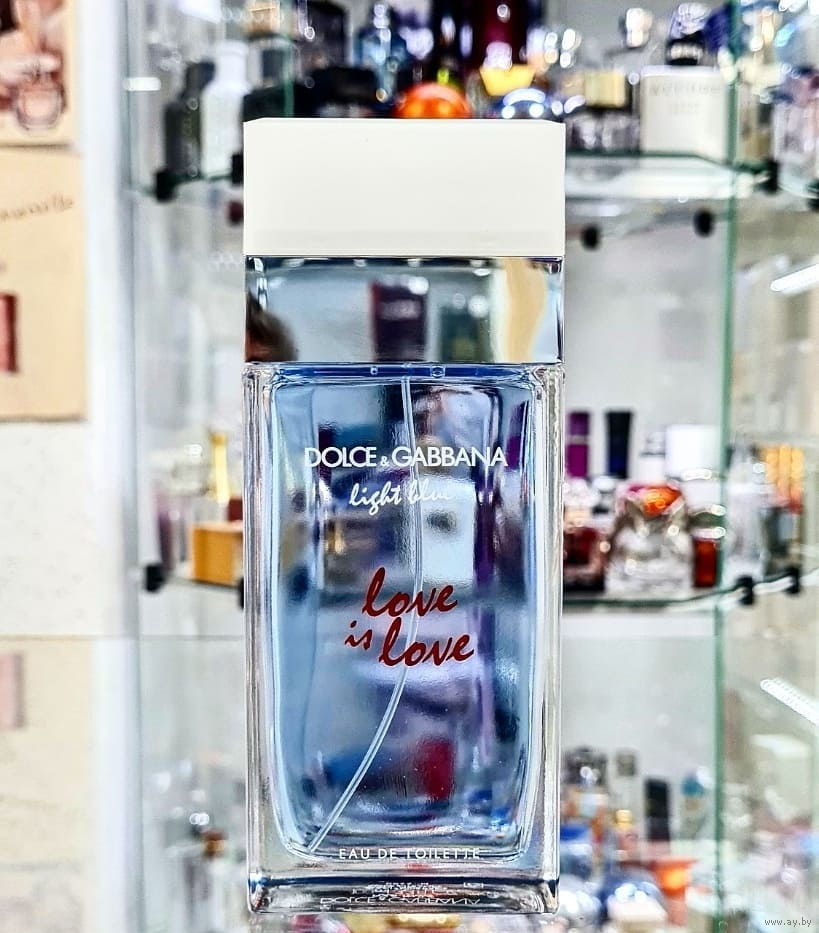 DOLCE & GABBANA
light blue
love
is love
EAU DE TOILETTE
www.ay.by